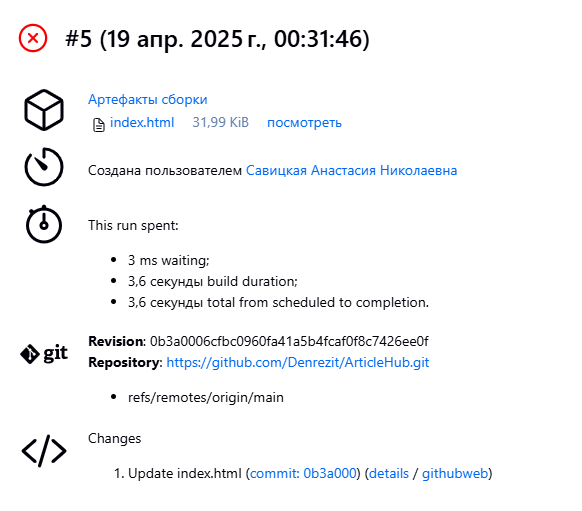 #5 (19 апр. 2025 г., 00:31:46)
Артефакты сборки
index.html 31,99 KiB посмотреть
Создана пользователем Савицкая Анастасия Николаевна
This run spent:
• 3 ms waiting;
• 3,6 секунды build duration;
• 3,6 секунды total from scheduled to completion.
git
Revision: 0b3a0006cfbc0960fa41a5b4fcaf0f8c7426ee0f
Repository: https://github.com/Denrezit/ArticleHub.git
• refs/remotes/origin/main
Changes
1. Update index.html (commit: 0b3a000) (details / githubweb)